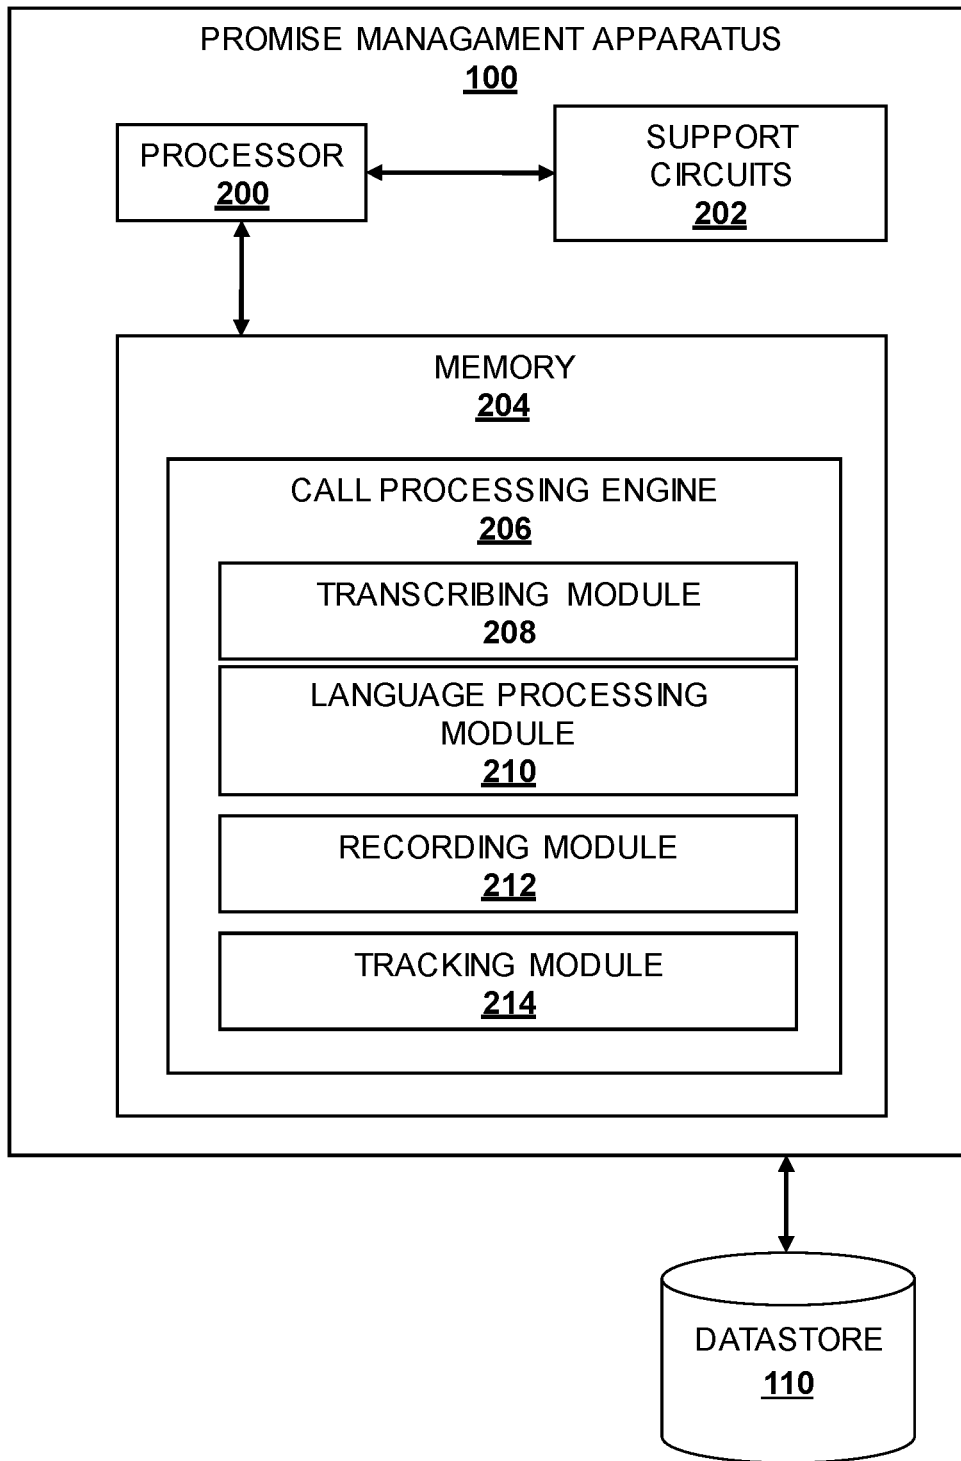 PROMISE MANAGAMENT APPARATUS
100
PROCESSOR
200
SUPPORT
CIRCUITS
202
MEMORY
204
CALL PROCESSING ENGINE
206
TRANSCRIBING MODULE
208
LANGUAGE PROCESSING
MODULE
210
RECORDING MODULE
212
TRACKING MODULE
214
DATASTORE
110